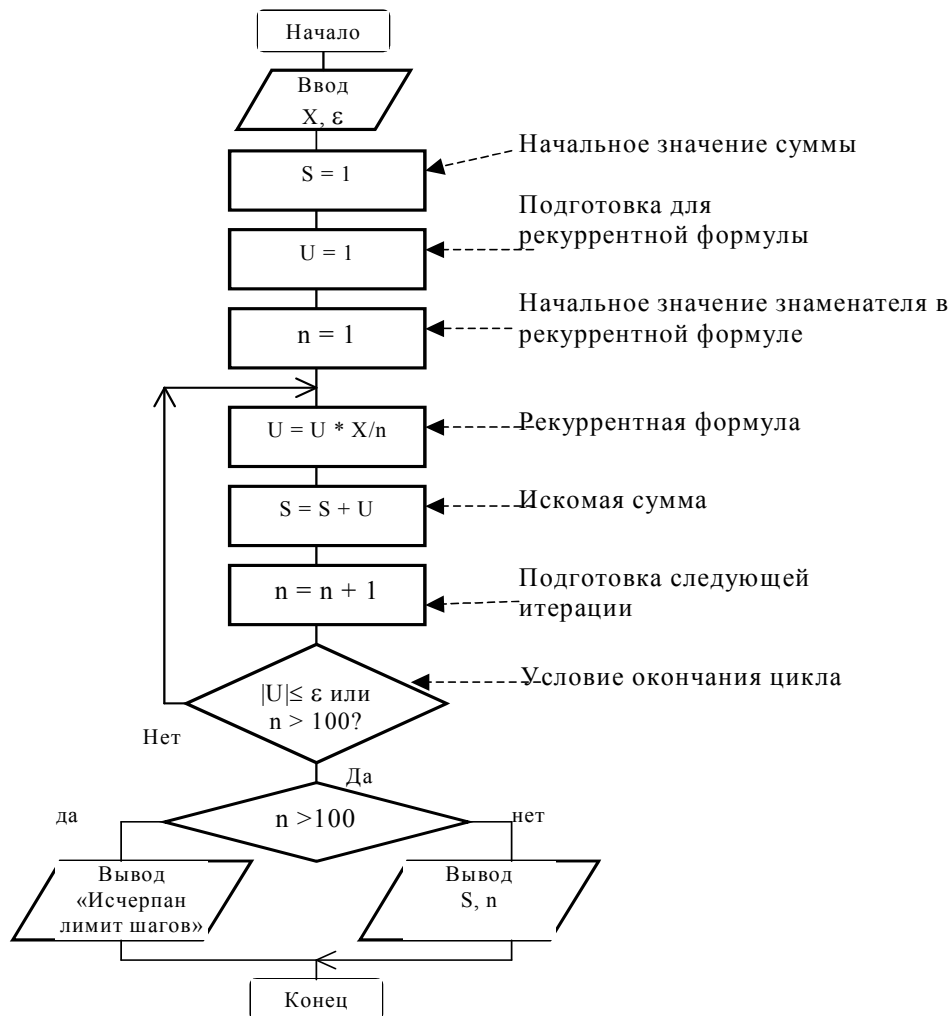 Начало
Ввод
X, ε
S = 1
Начальное значение суммы
U = 1
Подготовка для
рекуррентной формулы
n = 1
Начальное значение знаменателя в
рекуррентной формуле
U = U * X/n
Рекуррентная формула
S = S + U
Искомая сумма
n = n + 1
Подготовка следующей
итерации
|U|≤ ε или
n > 100?
Условие окончания цикла
Нет
Да
n >100
да
нет
Вывод
«Исчерпан
лимит шагов»
Вывод
S, n
Конец